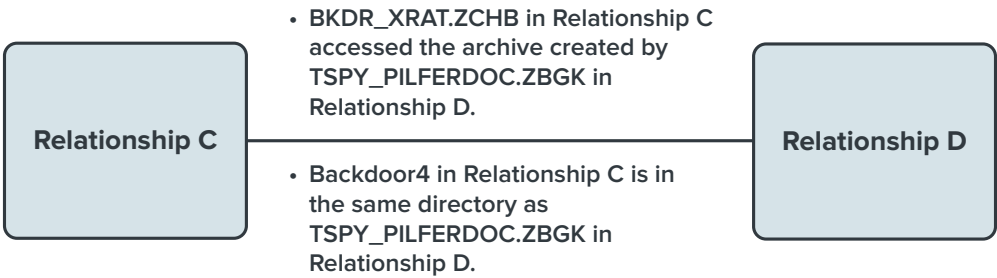 • BKDR_XRAT.ZCHB in Relationship C
accessed the archive created by
TSPY_PILFERDOC.ZBGK in
Relationship D.
Relationship C
Relationship D
• Backdoor4 in Relationship C is in
the same directory as
TSPY_PILFERDOC.ZBGK in
Relationship D.